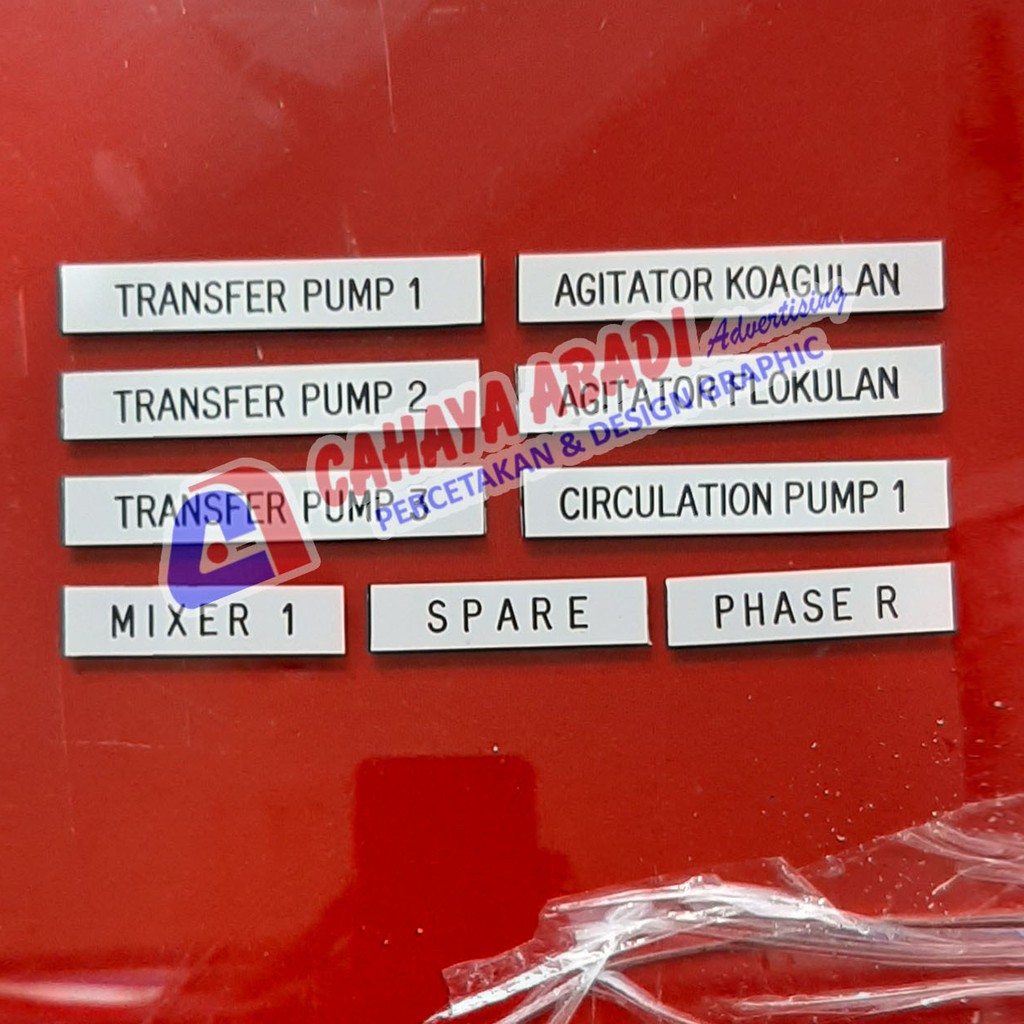 TRANSFER PUMP 1
AGITATOR KOAGULAN
TRANSFER PUMP 2
AGITATOR FLOKULAN
TRANSFER PUMP 3
CIRCULATION PUMP 1
MIXER 1
SPARE
PHASE R
CAHAYA ABADI Advertising
PERCETAKAN & DESIGN GRAPHIC